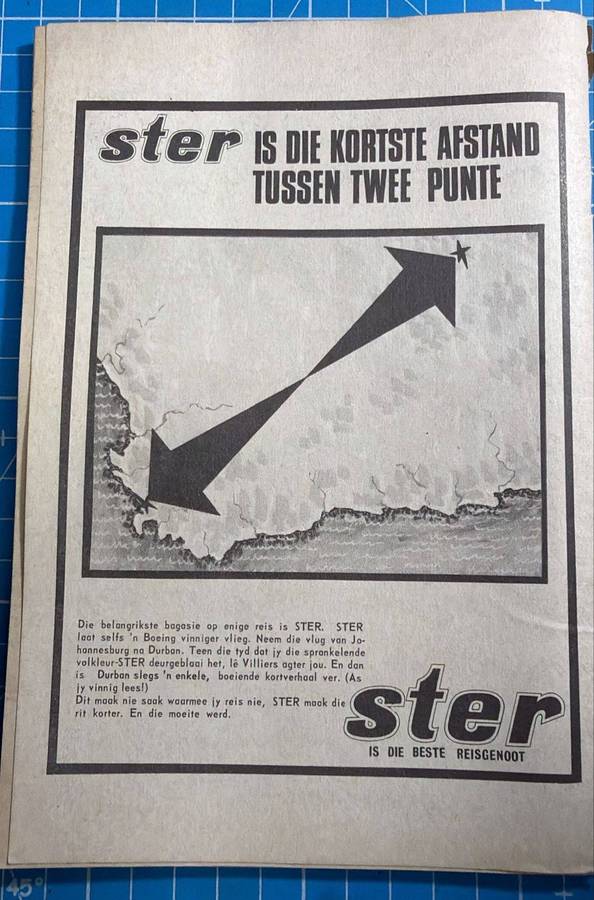 ster IS DIE KORTSTE AFSTAND
TUSSEN TWEE PUNTE
Die belangrikste bagasie op enige reis is STER. STER
laat selfs 'n Boeing vinniger vlieg. Neem die vlug van Jo-
hannesburg na Durban. Teen die tyd dat jy die sprankelende
volkleur-STER deurgeblaai het, lê Villiers agter jou. En dan
is Durban slegs 'n enkele, boeiende kortverhaal ver. (As
jy vinnig lees!)
Dit maak nie saak waarmee jy reis nie, STER maak die
rit korter. En die moeite werd.
ster
IS DIE BESTE REISGENOOT
45°